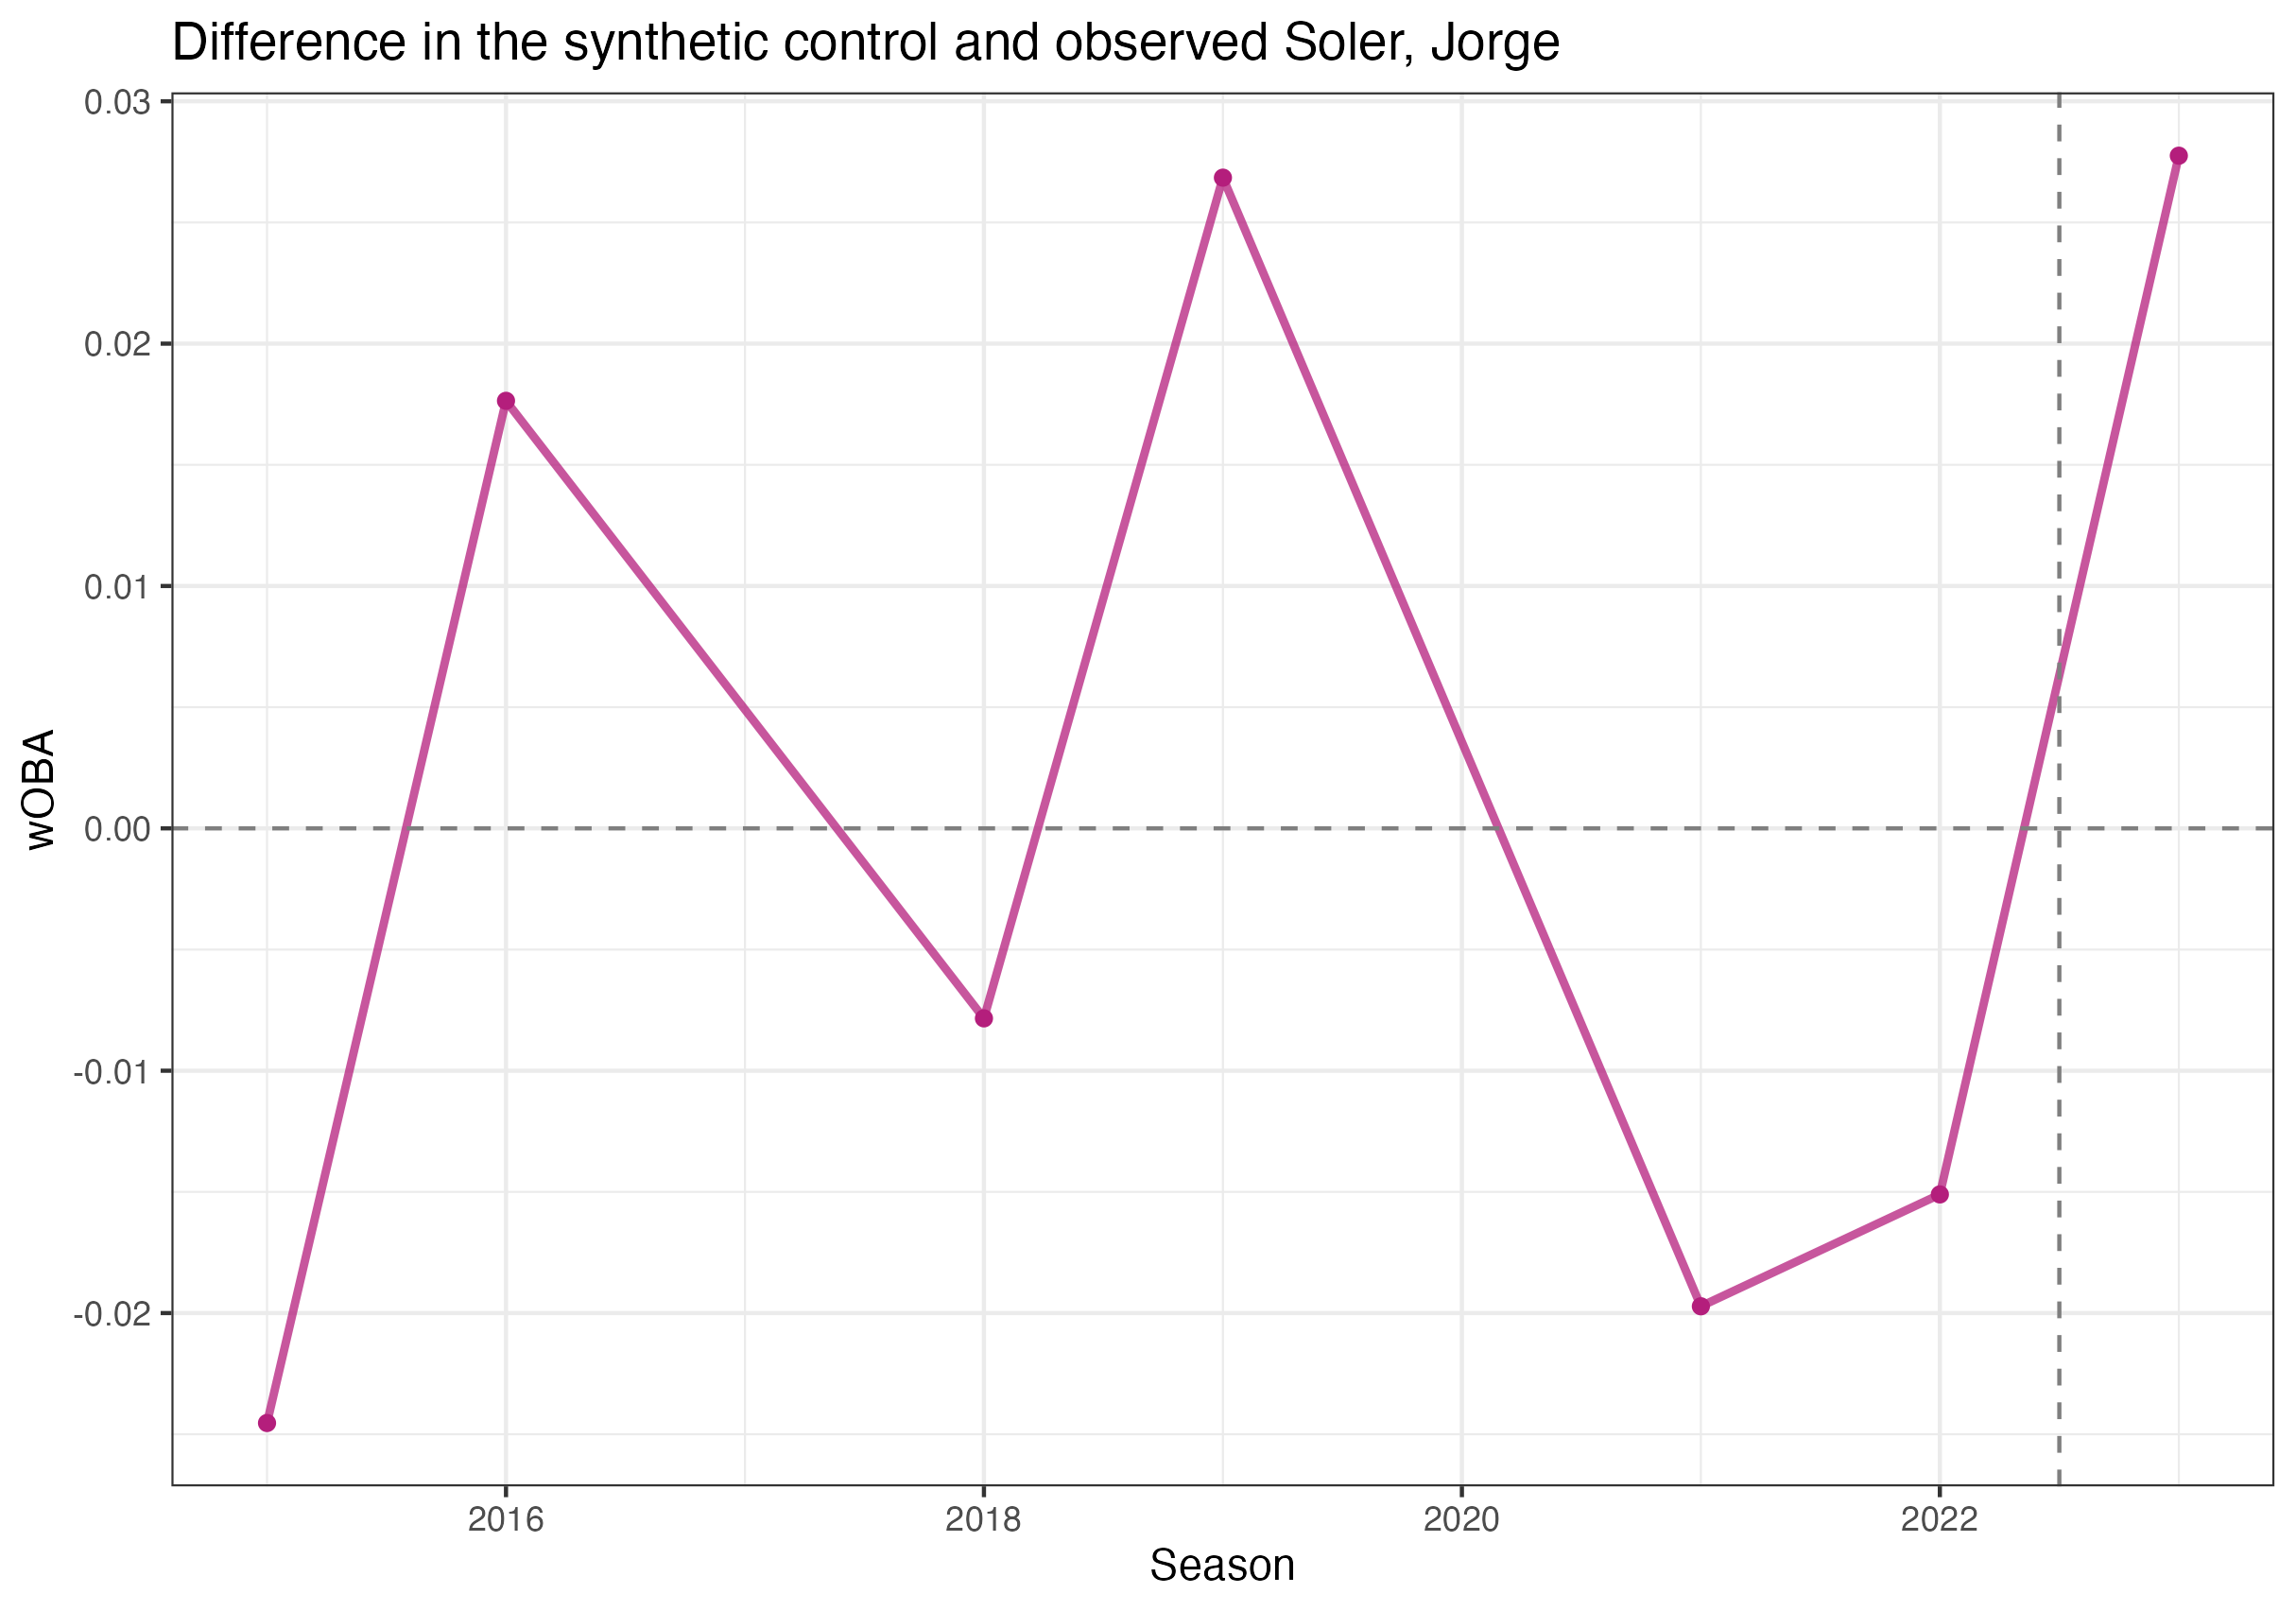 Difference in the synthetic control and observed Soler, Jorge
0.03
0.02
0.01
0.00
-0.01
-0.02
wOBA
2016 2018 2020 2022
Season